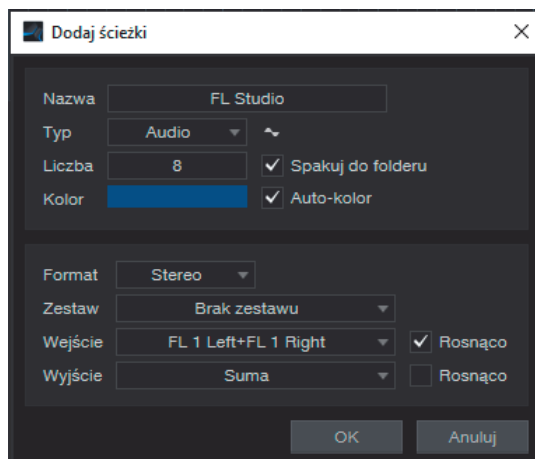 Dodaj ścieżki
Nazwa FL Studio
Typ Audio
Liczba 8 Spakuj do folderu
Kolor Auto-kolor
Format Stereo
Zestaw Brak zestawu
Wejście FL 1 Left+FL 1 Right Rosnąco
Wyjście Suma Rosnąco
OK Anuluj